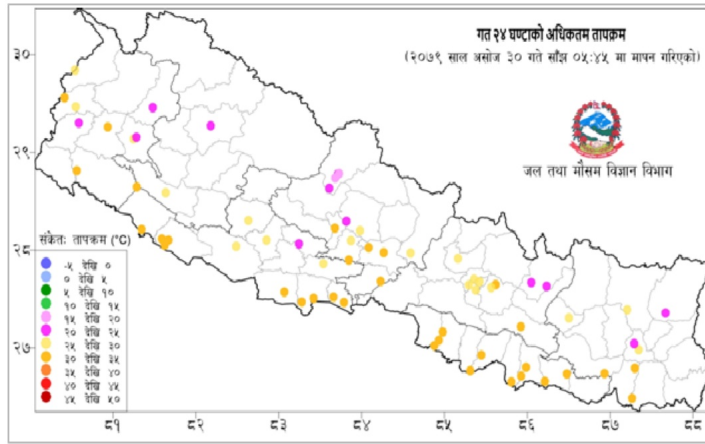 गत २४ घण्टाको अधिकतम तापक्रम
(२०७९ साल असोज ३० गते साँझ ०५:४५ मा मापन गरिएको)
जल तथा मौसम विज्ञान विभाग
३०
२९
२८
२७
संकेतः तापक्रम (°C)
-५ देखि ०
० देखि ५
५ देखि १०
१० देखि १५
१५ देखि २०
२० देखि २५
२५ देखि ३०
३० देखि ३५
३५ देखि ४०
४० देखि ४५
४५ देखि ५०
८१ ८२ ८३ ८४ ८५ ८६ ८७ ८८